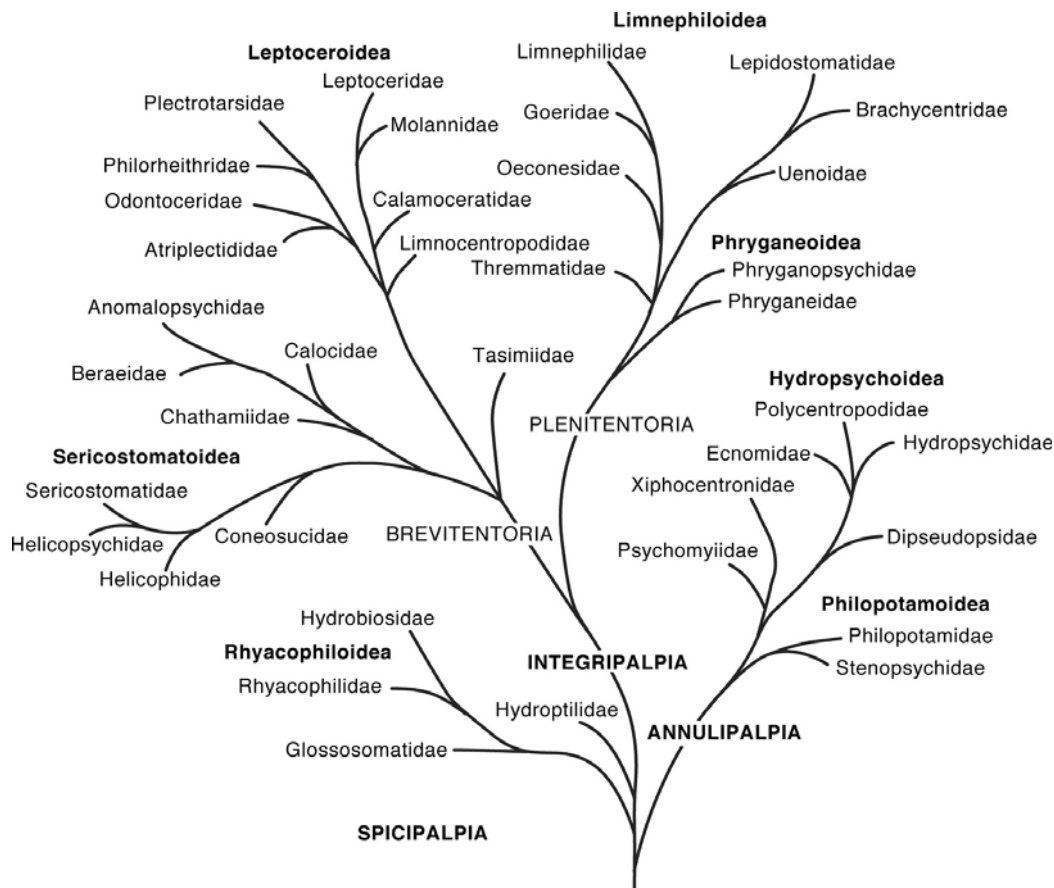 Limnephiloidea
Leptoceroidea
Limnephilidae
Lepidostomatidae
Leptoceridae
Plectrotarsidae
Goeridae
Brachycentridae
Molannidae
Philorheithridae
Oeconesidae
Uenoidae
Odontoceridae
Calamoceratidae
Atriplectididae
Limnocentropodidae
Phryganeoidea
Thremmatidae
Phryganopsychidae
Phryganeidae
Anomalopsychidae
Calocidae
Tasimiidae
Beraeidae
Hydropsychoidea
Polycentropodidae
Chathamiidae
PLENITENTORIA
Hydropsychidae
Ecnomidae
Sericostomatoidea
Xiphocentronidae
Sericostomatidae
Coneosucidae
BREVITENTORIA
Dipseudopsidae
Helicopsychidae
Psychomyiidae
Helicophidae
Philopotamoidea
Hydrobiosidae
Philopotamidae
Rhyacophiloidea
INTEGRIPALPIA
Stenopsychidae
Rhyacophilidae
Hydroptilidae
ANNULIPALPIA
Glossosomatidae
SPICIPALPIA